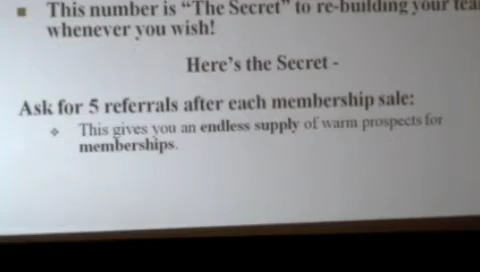 This number is “The Secret” to re-building your
whenever you wish!
Here's the Secret -
Ask for 5 referrals after each membership sale:
This gives you an endless supply of warm prospects for
memberships.